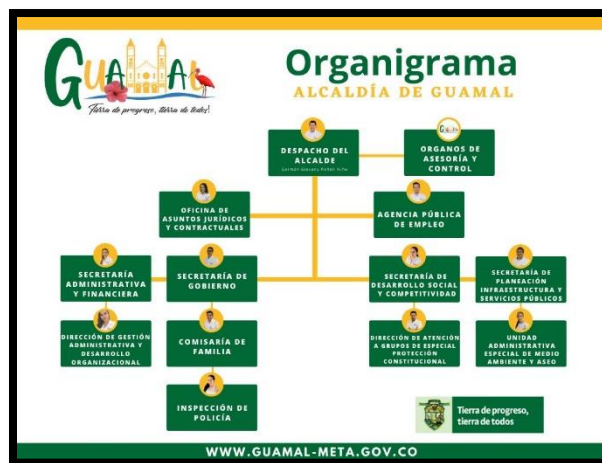 GUAMAL
Tierra de progreso, tierra de todos!
Organigrama
ALCALDÍA DE GUAMAL
DESPACHO DEL
ALCALDE
ORGANOS DE
ASESORÍA Y
CONTROL
OFICINA DE
ASUNTOS JURÍDICOS
Y CONTRACTUALES
AGENCIA PÚBLICA
DE EMPLEO
SECRETARÍA
ADMINISTRATIVA
Y FINANCIERA
SECRETARÍA DE
GOBIERNO
SECRETARÍA DE
DESARROLLO SOCIAL
Y COMPETITIVIDAD
SECRETARÍA DE
PLANEACIÓN
INFRAESTRUCTURA Y
SERVICIOS PÚBLICOS
DIRECCIÓN DE GESTIÓN
ADMINISTRATIVA Y
DESARROLLO
ORGANIZACIONAL
COMISARÍA DE
FAMILIA
DIRECCIÓN DE ATENCIÓN
A GRUPOS DE ESPECIAL
PROTECCIÓN
CONSTITUCIONAL
UNIDAD
ADMINISTRATIVA
ESPECIAL DE MEDIO
AMBIENTE Y ASEO
INSPECCIÓN DE
POLICÍA
Tierra de progreso,
tierra de todos
WWW.GUAMAL-META.GOV.CO